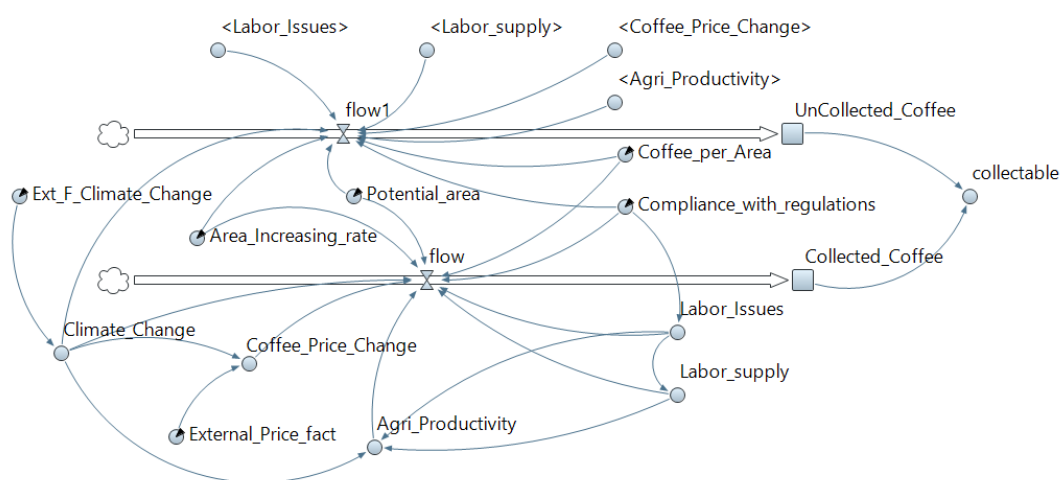 <Labor_Issues>
<Labor_supply>
<Coffee_Price_Change>
<Agri_Productivity>
flow1
UnCollected_Coffee
Coffee_per_Area
collectable
Ext_F_Climate_Change
Potential_area
Compliance_with_regulations
Area_Increasing_rate
flow
Collected_Coffee
Labor_Issues
Climate_Change
Coffee_Price_Change
Labor_supply
External_Price_fact
Agri_Productivity